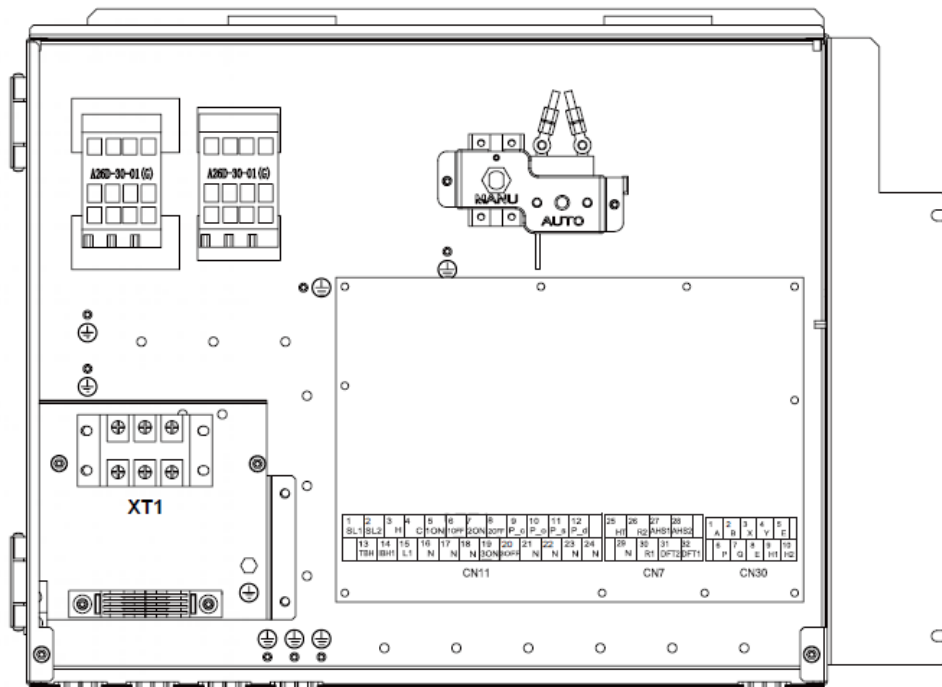 A26D-30-01(G) A26D-30-01(G)
MANU
AUTO
XT1
1 2 3 4 5 6 7 8 9 10 11 12
SL1 SL2 H C 1ON 1OFF 2ON 2OFF P_c P_o P_s P_d
13 14 15 16 17 18 19 20 21 22 23 24
TBH IBH1 L1 N N N 3ON 3OFF N N N N
25 26 27 28
HT R2 AHS1 AHS2
29 30 31 32
N R1 DFT2 DFT1
1 2 3 4 5
A B X Y E
6 7 8 9 10
P Q E H1 H2
CN11 CN7 CN30